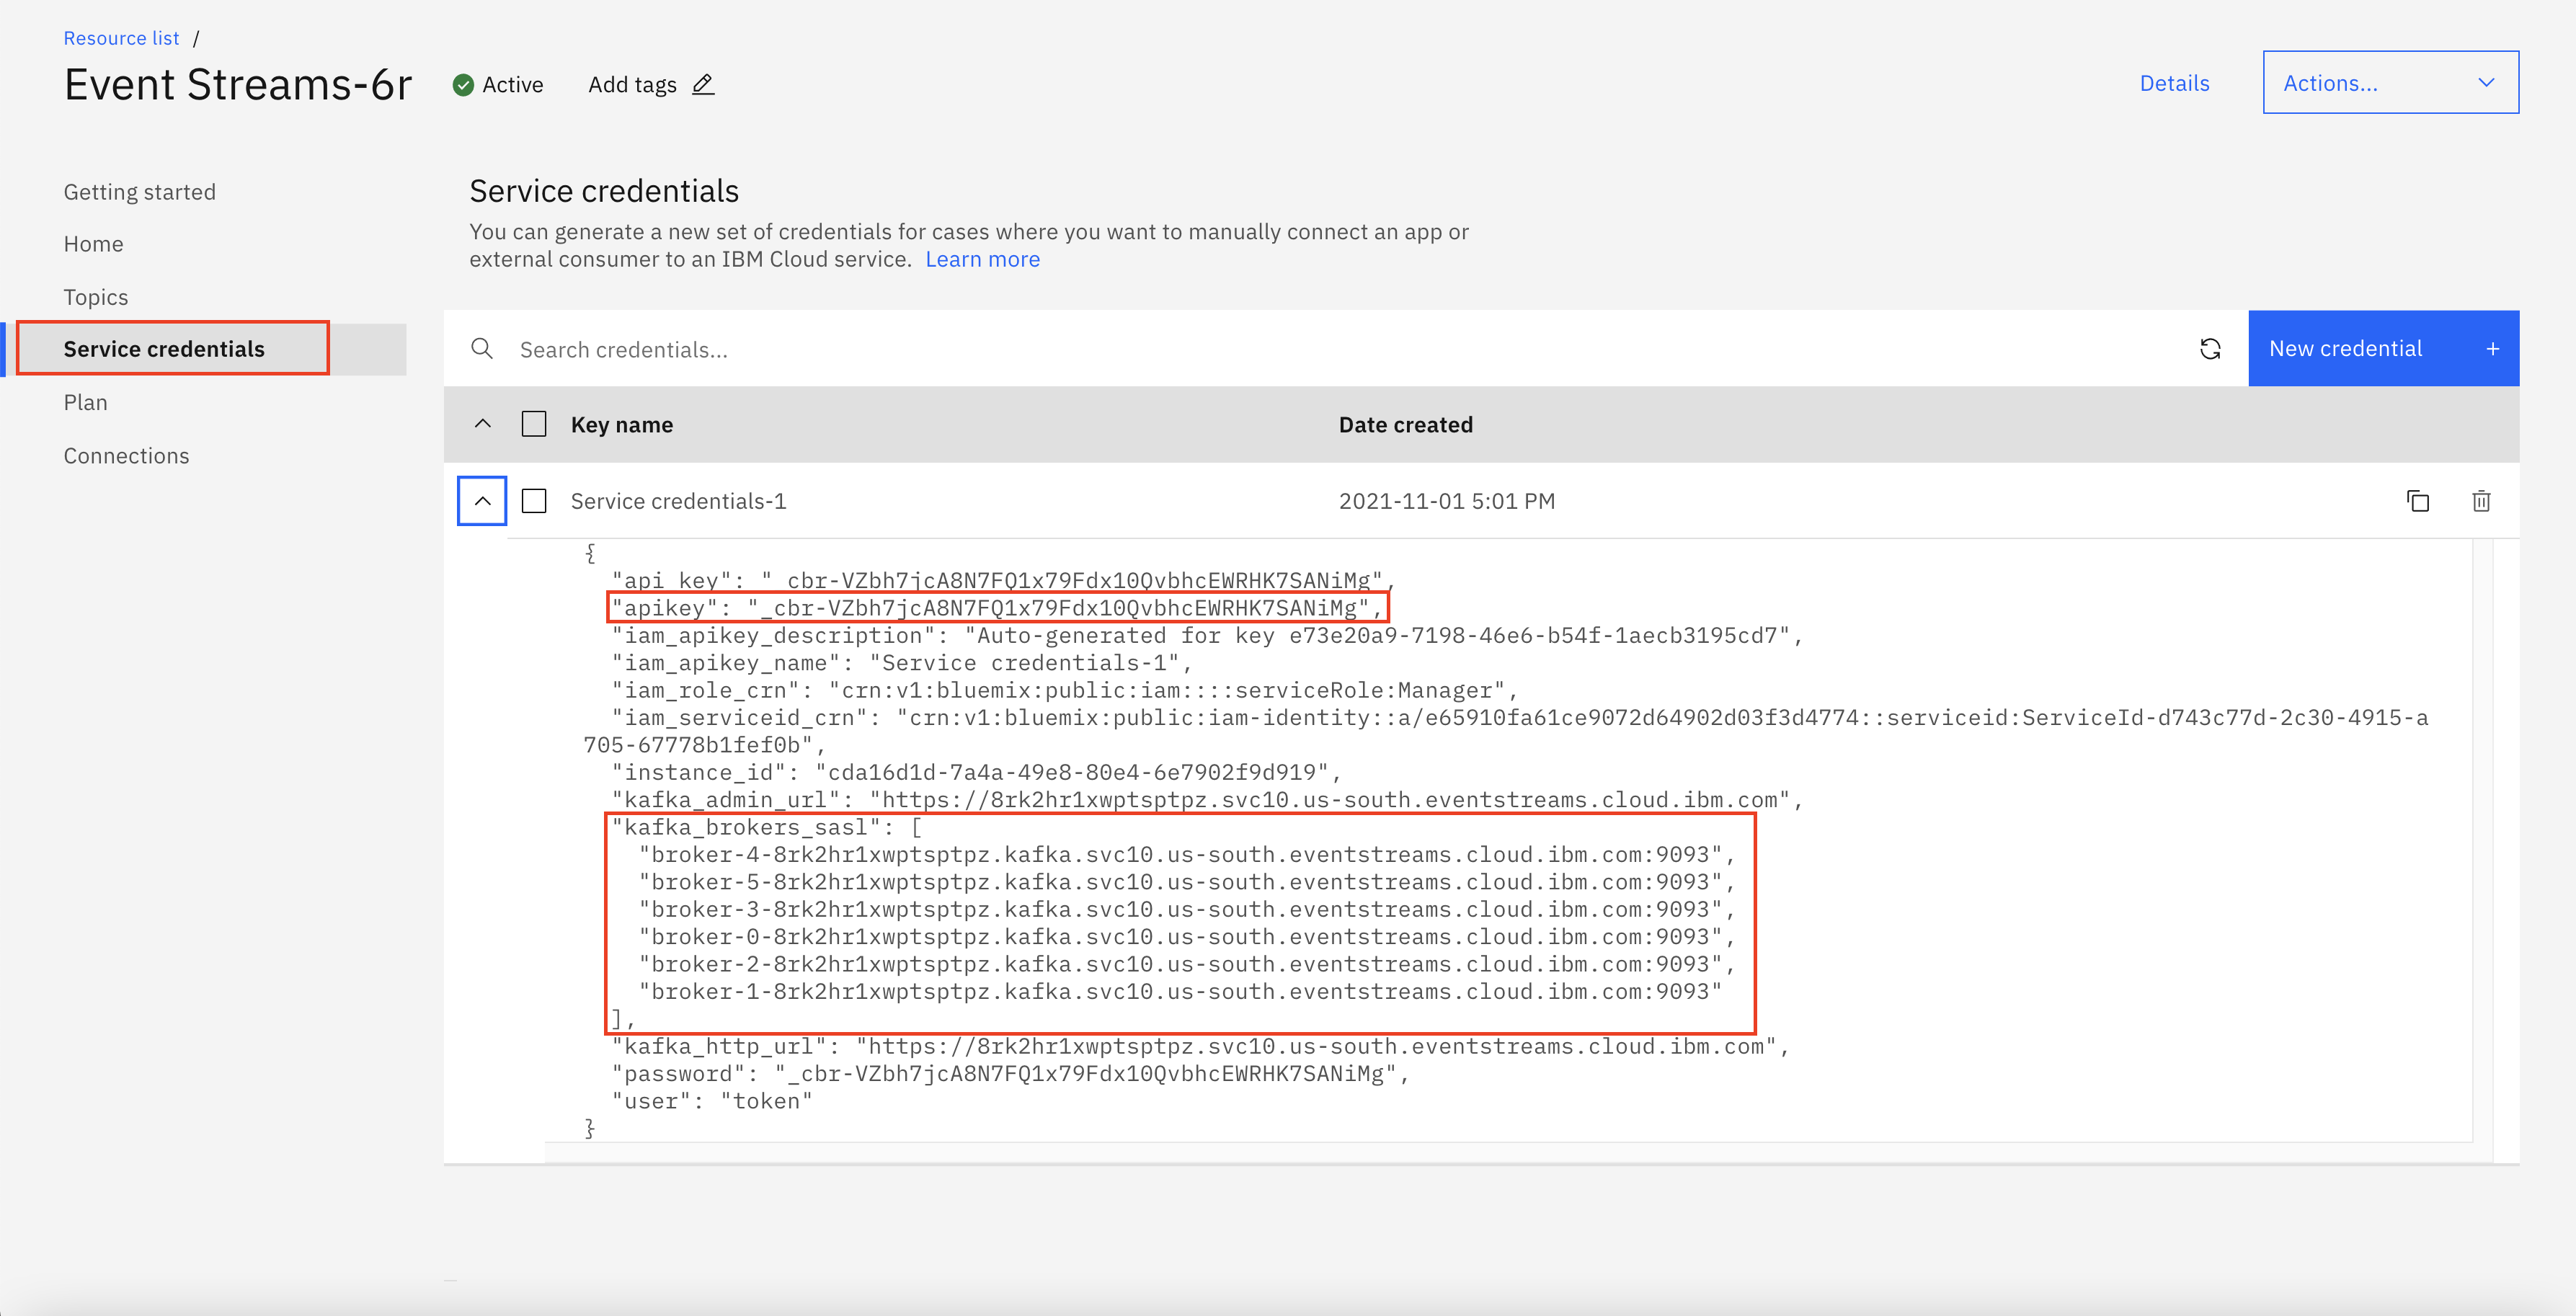 Resource list /
Event Streams-6r
Active
Add tags
Details
Actions...
Getting started
Home
Topics
Service credentials
Plan
Connections
Service credentials
You can generate a new set of credentials for cases where you want to manually connect an app or
external consumer to an IBM Cloud service. Learn more
Search credentials...
New credential +
Key name
Date created
Service credentials-1
2021-11-01 5:01 PM
{
"api_key": "_cbr-VZbh7jcA8N7FQ1x79Fdx10QvbhcEWRHK7SANiMg",
"apikey": "_cbr-VZbh7jcA8N7FQ1x79Fdx10QvbhcEWRHK7SANiMg",
"iam_apikey_description": "Auto-generated for key e73e20a9-7198-46e6-b54f-1aecb3195cd7",
"iam_apikey_name": "Service credentials-1",
"iam_role_crn": "crn:v1:bluemix:public:iam::::serviceRole:Manager",
"iam_serviceid_crn": "crn:v1:bluemix:public:iam-identity::a/e65910fa61ce9072d64902d03f3d4774::serviceid:ServiceId-d743c77d-2c30-4915-a
705-67778b1fef0b",
"instance_id": "cda16d1d-7a4a-49e8-80e4-6e7902f9d919",
"kafka_admin_url": "https://8rk2hr1xwptsptpz.svc10.us-south.eventstreams.cloud.ibm.com",
"kafka_brokers_sasl": [
"broker-4-8rk2hr1xwptsptpz.kafka.svc10.us-south.eventstreams.cloud.ibm.com:9093",
"broker-5-8rk2hr1xwptsptpz.kafka.svc10.us-south.eventstreams.cloud.ibm.com:9093",
"broker-3-8rk2hr1xwptsptpz.kafka.svc10.us-south.eventstreams.cloud.ibm.com:9093",
"broker-0-8rk2hr1xwptsptpz.kafka.svc10.us-south.eventstreams.cloud.ibm.com:9093",
"broker-2-8rk2hr1xwptsptpz.kafka.svc10.us-south.eventstreams.cloud.ibm.com:9093",
"broker-1-8rk2hr1xwptsptpz.kafka.svc10.us-south.eventstreams.cloud.ibm.com:9093"
],
"kafka_http_url": "https://8rk2hr1xwptsptpz.svc10.us-south.eventstreams.cloud.ibm.com",
"password": "_cbr-VZbh7jcA8N7FQ1x79Fdx10QvbhcEWRHK7SANiMg",
"user": "token"
}